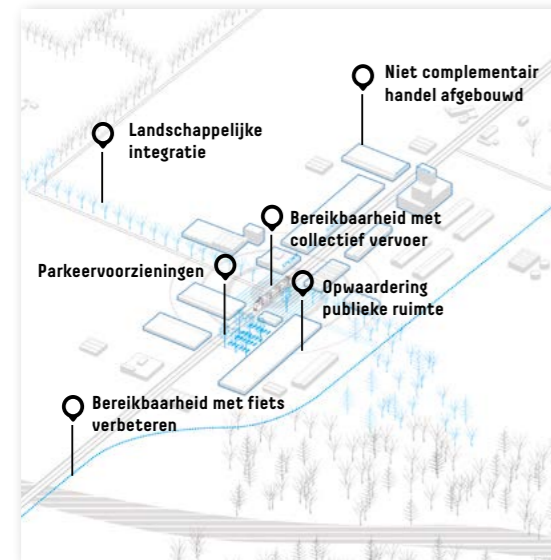 Niet complementair
handel afgebouwd
Landschappelijke
integratie
Bereikbaarheid met
collectief vervoer
Parkeervoorzieningen
Opwaardering
publieke ruimte
Bereikbaarheid met fiets
verbeteren